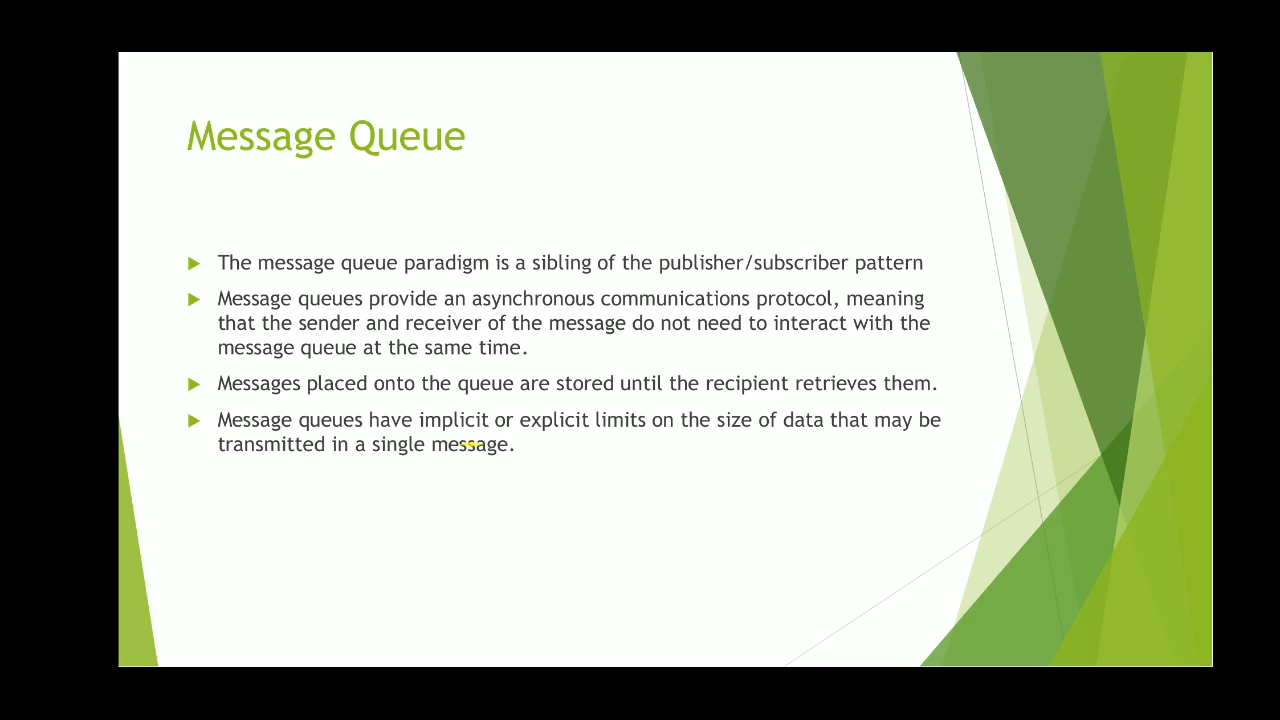 Message Queue
The message queue paradigm is a sibling of the publisher/subscriber pattern
Message queues provide an asynchronous communications protocol, meaning
that the sender and receiver of the message do not need to interact with the
message queue at the same time.
Messages placed onto the queue are stored until the recipient retrieves them.
Message queues have implicit or explicit limits on the size of data that may be
transmitted in a single message.